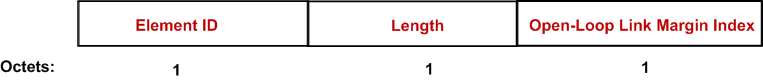 Element ID Length Open-Loop Link Margin Index
Octets: 1 1 1